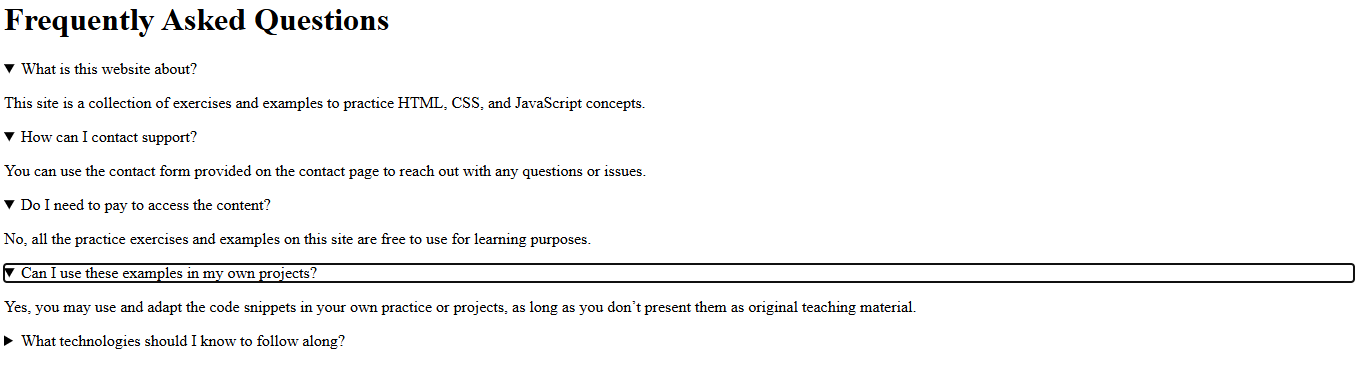 Frequently Asked Questions
What is this website about?
This site is a collection of exercises and examples to practice HTML, CSS, and JavaScript concepts.
How can I contact support?
You can use the contact form provided on the contact page to reach out with any questions or issues.
Do I need to pay to access the content?
No, all the practice exercises and examples on this site are free to use for learning purposes.
Can I use these examples in my own projects?
Yes, you may use and adapt the code snippets in your own practice or projects, as long as you don’t present them as original teaching material.
What technologies should I know to follow along?